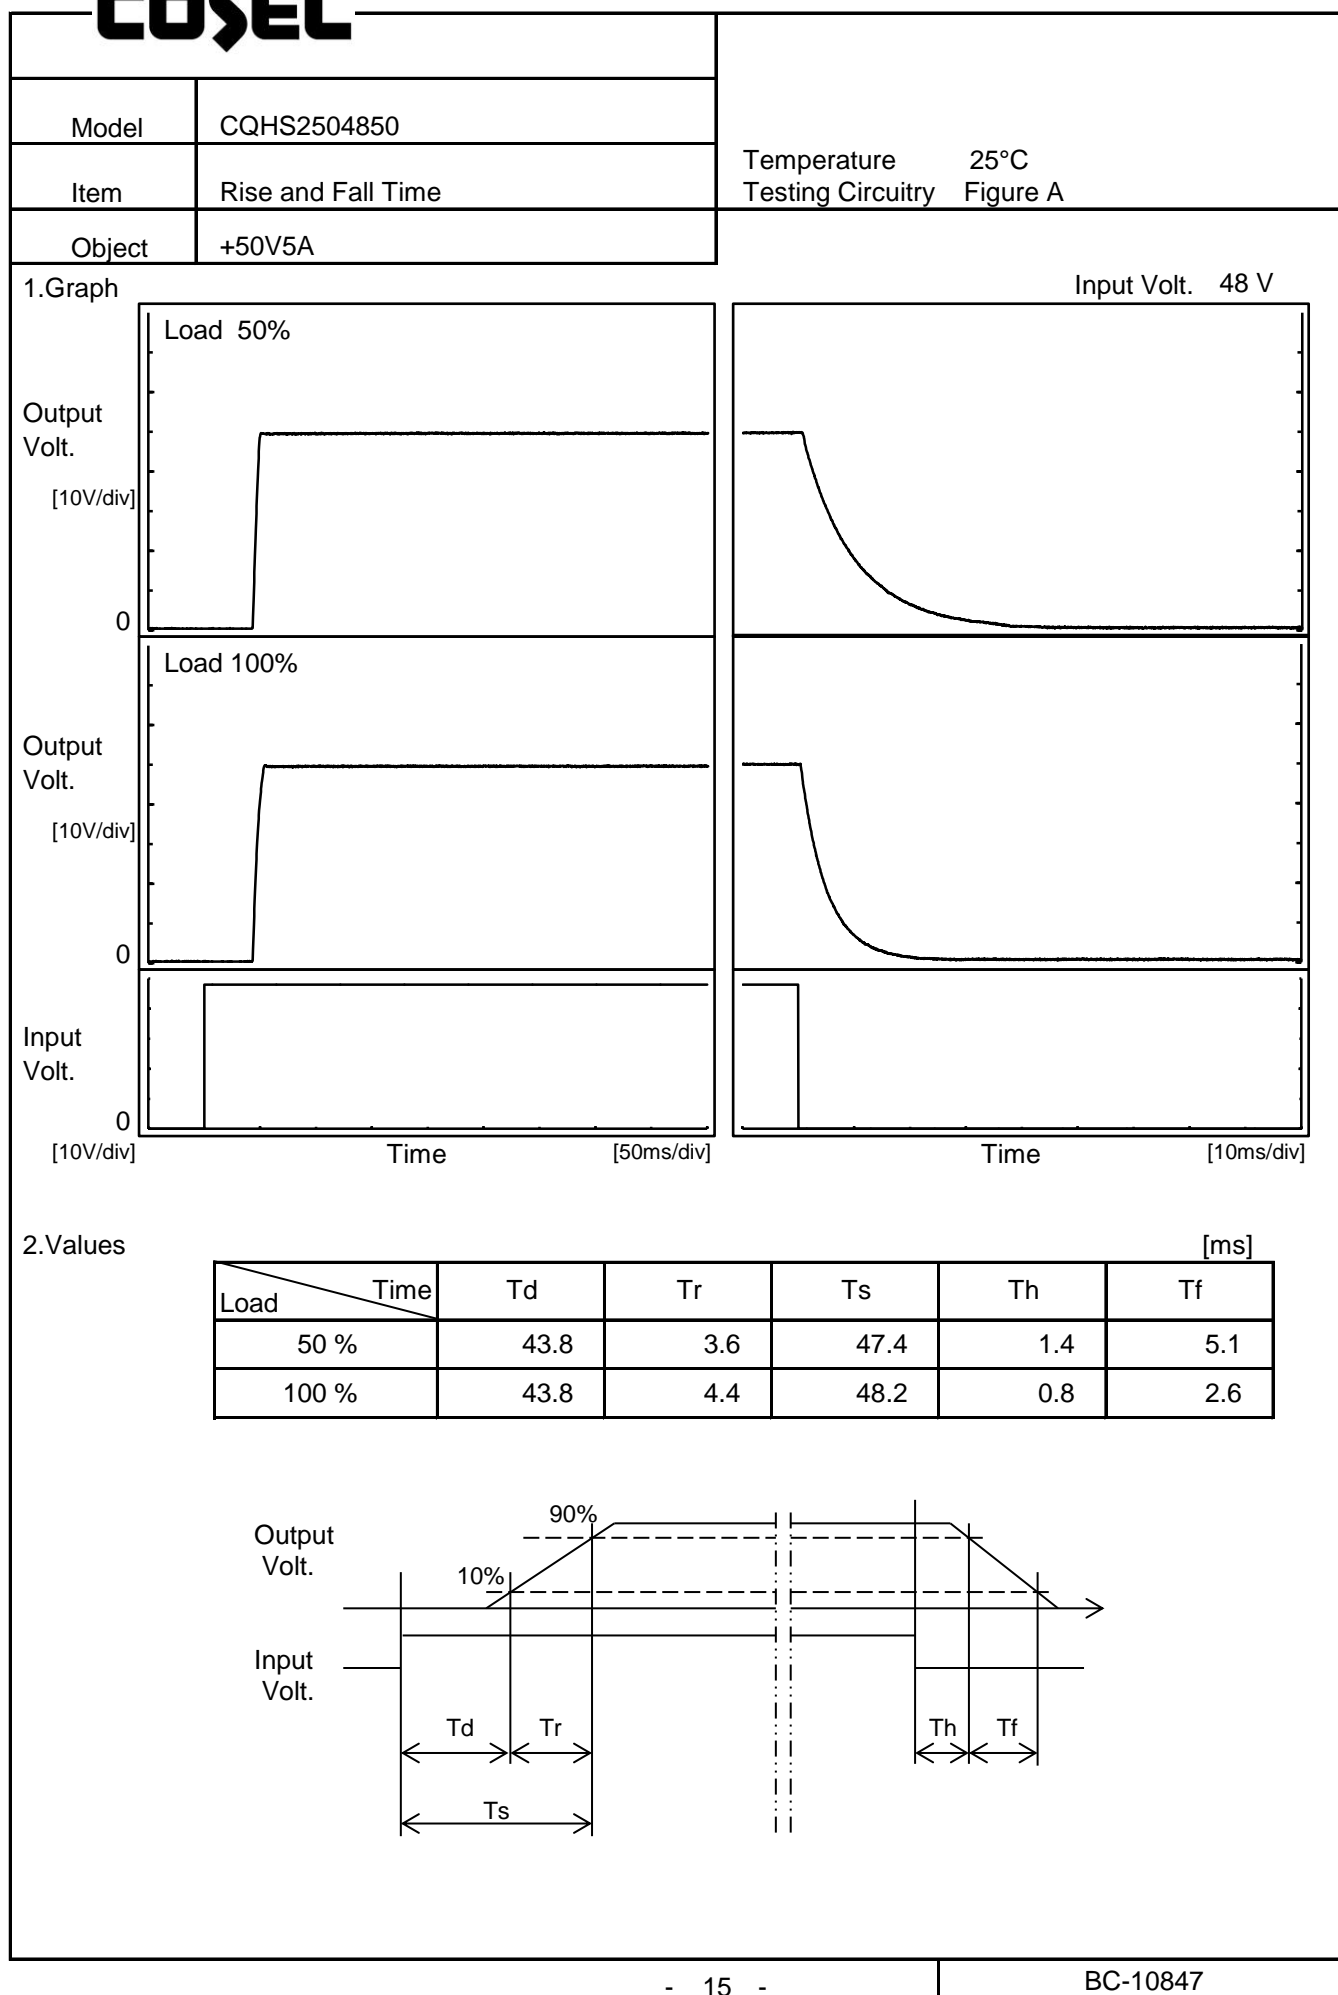 COSEL
Model CQHS2504850
Temperature 25°C
Item Rise and Fall Time
Testing Circuitry Figure A
Object +50V5A
1.Graph
Input Volt. 48 V
Load 50%
Output
Volt.
[10V/div]
0
Load 100%
Output
Volt.
[10V/div]
0
Input
Volt.
0
[10V/div]
Time
[50ms/div]
Time
[10ms/div]
2.Values
[ms]
Load Time Td Tr Ts Th Tf
50 % 43.8 3.6 47.4 1.4 5.1
100 % 43.8 4.4 48.2 0.8 2.6
90%
Output
Volt.
10%
Input
Volt.
Td Tr Th Tf
Ts
- 15 -
BC-10847